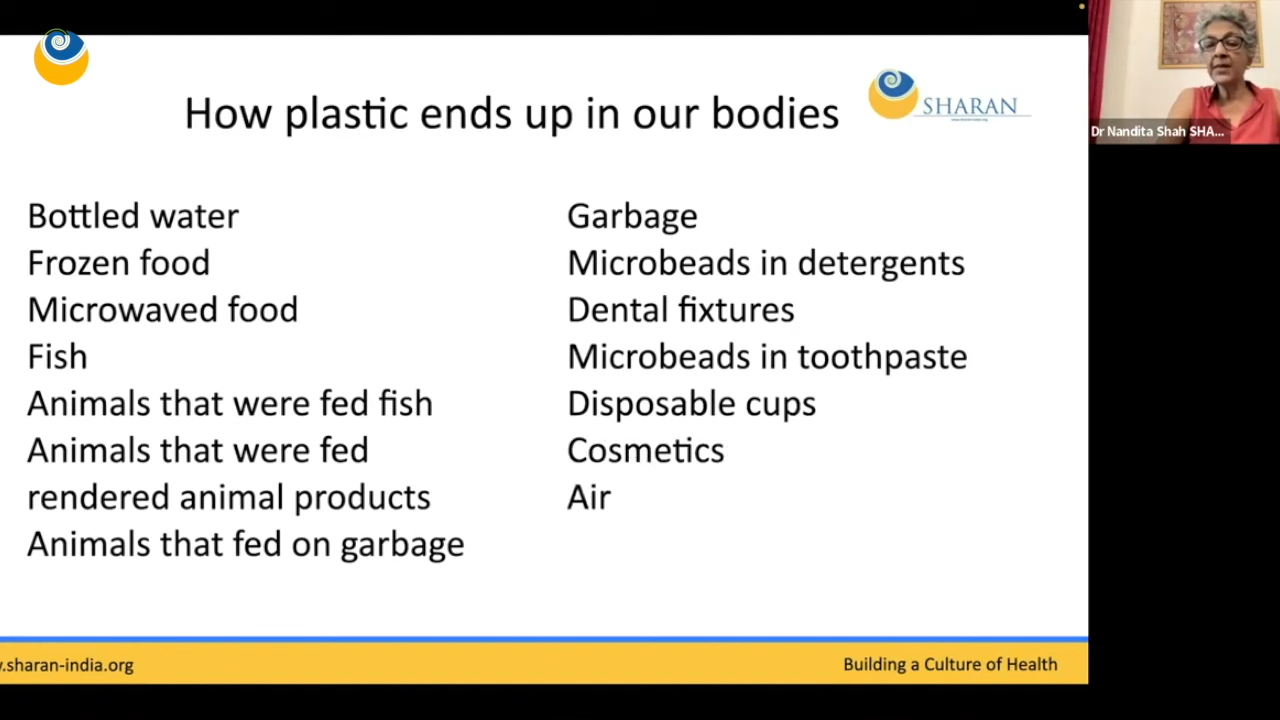 How plastic ends up in our bodies
SHARAN
Dr Nandita Shah SHA...
Bottled water
Frozen food
Microwaved food
Fish
Animals that were fed fish
Animals that were fed
rendered animal products
Animals that fed on garbage
Garbage
Microbeads in detergents
Dental fixtures
Microbeads in toothpaste
Disposable cups
Cosmetics
Air
.sharan-india.org
Building a Culture of Health